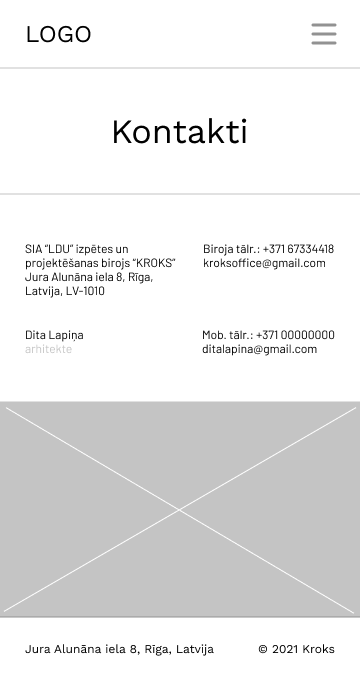 LOGO
Kontakti
SIA “LDU” izpētes un
projektēšanas birojs “KROKS”
Jura Alunāna iela 8, Rīga,
Latvija, LV-1010
Biroja tālr.: +371 67334418
kroksoffice@gmail.com
Dita Lapiņa
arhitekte
Mob. tālr.: +371 00000000
ditalapina@gmail.com
Jura Alunāna iela 8, Rīga, Latvija
© 2021 Kroks